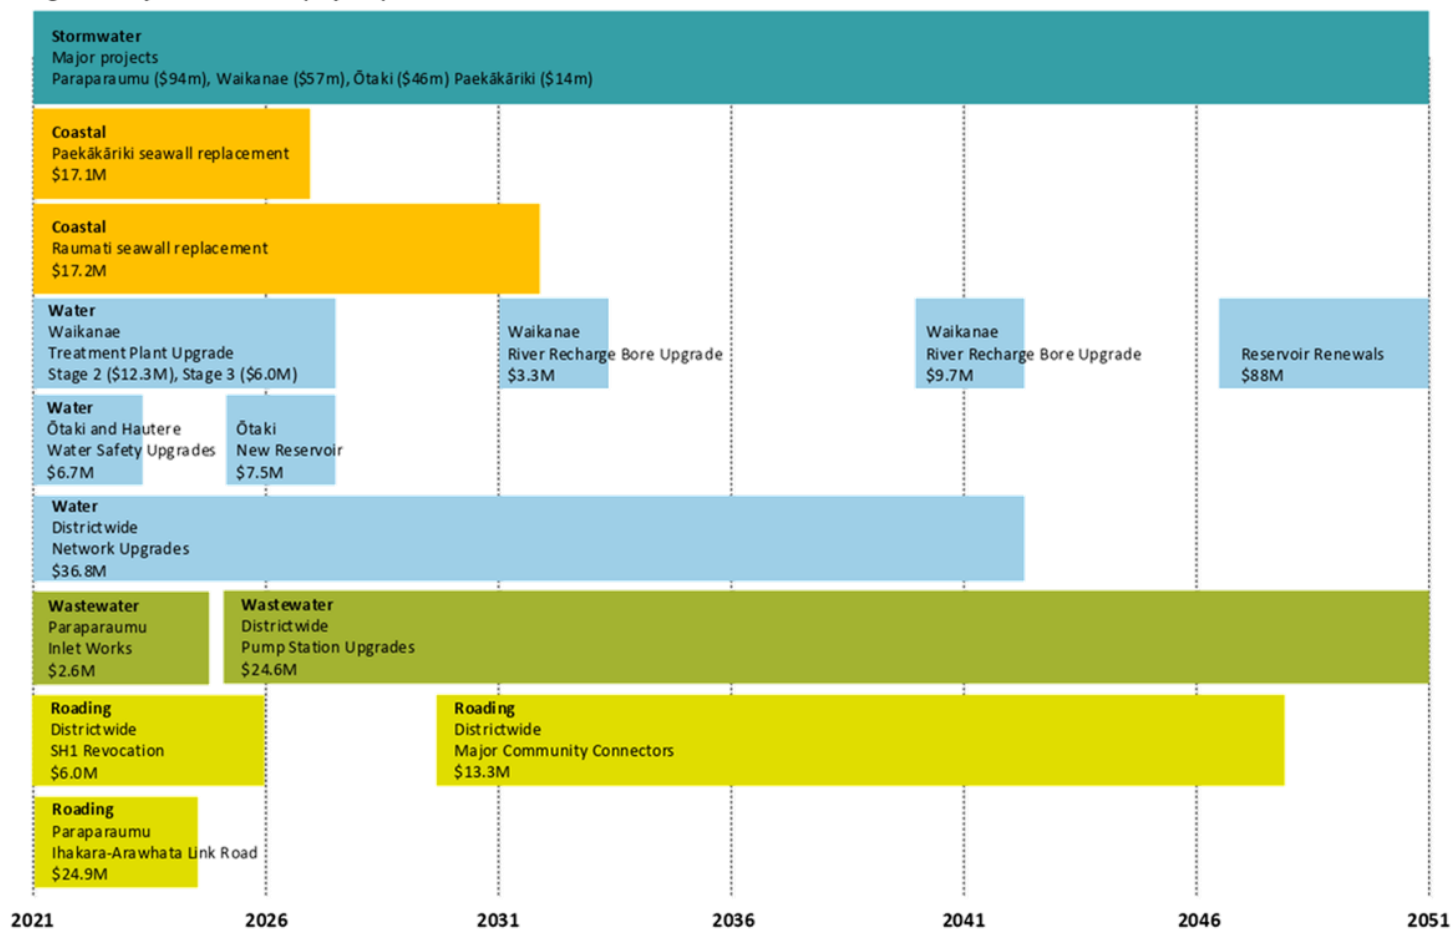 Stormwater
Major projects
Paraparaumu ($94m), Waikanae ($57m), Ōtaki ($46m) Paekākāriki ($14m)
Coastal
Paekākāriki seawall replacement
$17.1M
Coastal
Raumati seawall replacement
$17.2M
Water
Waikanae
Treatment Plant Upgrade
Stage 2 ($12.3M), Stage 3 ($6.0M)
Waikanae
River Recharge Bore Upgrade
$3.3M
Waikanae
River Recharge Bore Upgrade
$9.7M
Reservoir Renewals
$88M
Water
Ōtaki and Hautere
Water Safety Upgrades
$6.7M
Ōtaki
New Reservoir
$7.5M
Water
Districtwide
Network Upgrades
$36.8M
Wastewater
Paraparaumu
Inlet Works
$2.6M
Wastewater
Districtwide
Pump Station Upgrades
$24.6M
Roading
Districtwide
SH1 Revocation
$6.0M
Roading
Districtwide
Major Community Connectors
$13.3M
Roading
Paraparaumu
Ihakara-Arawhata Link Road
$24.9M
2021 2026 2031 2036 2041 2046 2051